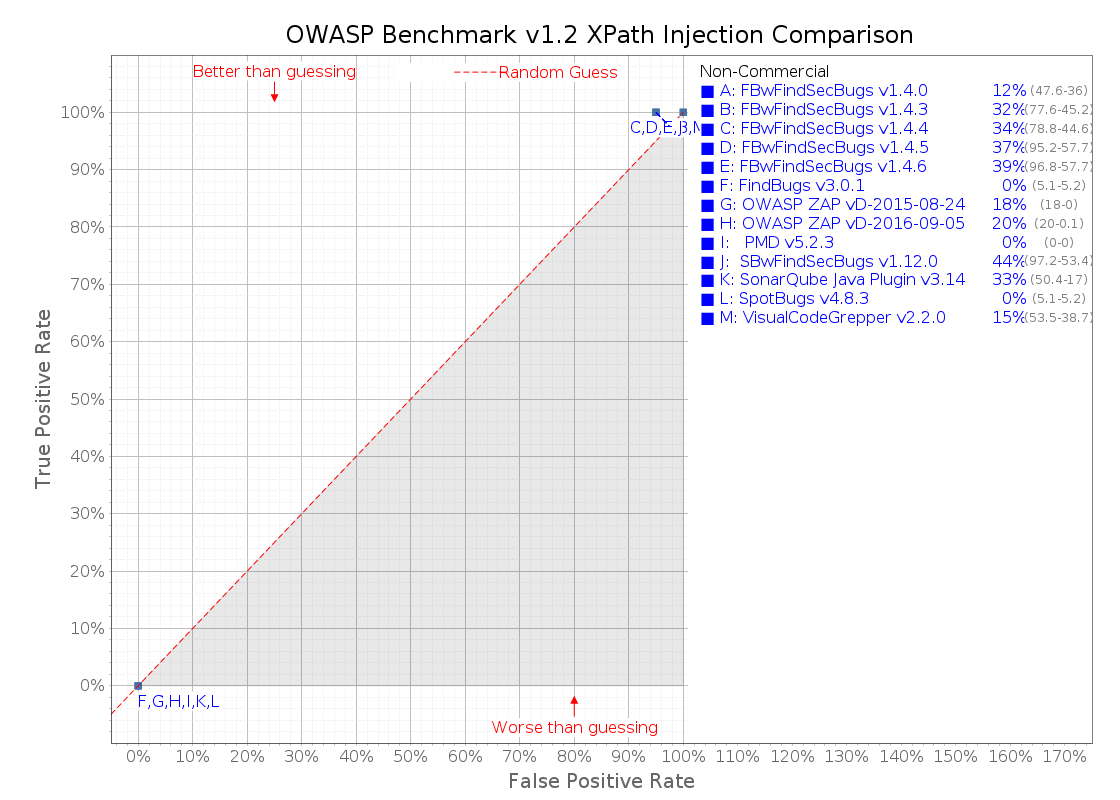 OWASP Benchmark v1.2 XPath Injection Comparison
Better than guessing
Random Guess
Non-Commercial
A: FBwFindSecBugs v1.4.0 12% (47.6-36)
B: FBwFindSecBugs v1.4.3 32% (77.6-45.2)
C: FBwFindSecBugs v1.4.4 34% (78.8-44.6)
D: FBwFindSecBugs v1.4.5 37% (95.2-57.7)
E: FBwFindSecBugs v1.4.6 39% (96.8-57.7)
F: FindBugs v3.0.1 0% (5.1-5.2)
G: OWASP ZAP vD-2015-08-24 18% (18-0)
H: OWASP ZAP vD-2016-09-05 20% (20-0.1)
I: PMD v5.2.3 0% (0-0)
J: SBwFindSecBugs v1.12.0 44% (97.2-53.4)
K: SonarQube Java Plugin v3.14 33% (50.4-17)
L: SpotBugs v4.8.3 0% (5.1-5.2)
M: VisualCodeGrepper v2.2.0 15% (53.5-38.7)
100%
C,D,E,
90%
80%
70%
60%
50%
40%
30%
20%
10%
0%
True Positive Rate
F,G,H,I,K,L
Worse than guessing
0% 10% 20% 30% 40% 50% 60% 70% 80% 90% 100% 110% 120% 130% 140% 150% 160% 170%
False Positive Rate